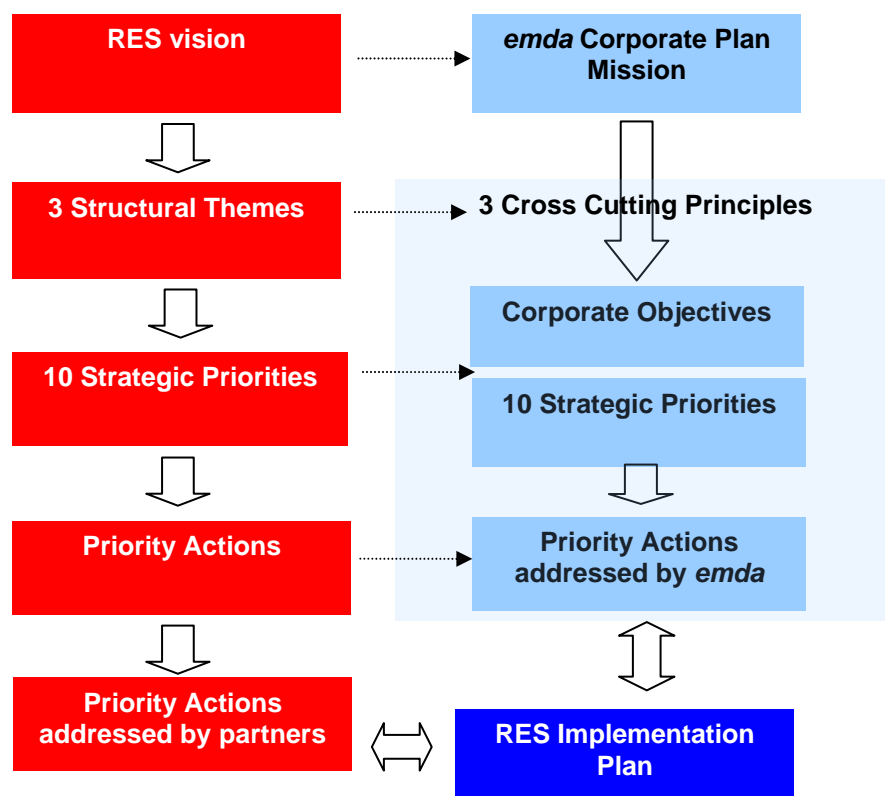 RES vision
emda Corporate Plan
Mission
3 Structural Themes
3 Cross Cutting Principles
Corporate Objectives
10 Strategic Priorities
10 Strategic Priorities
Priority Actions
Priority Actions
addressed by emda
Priority Actions
addressed by partners
RES Implementation
Plan